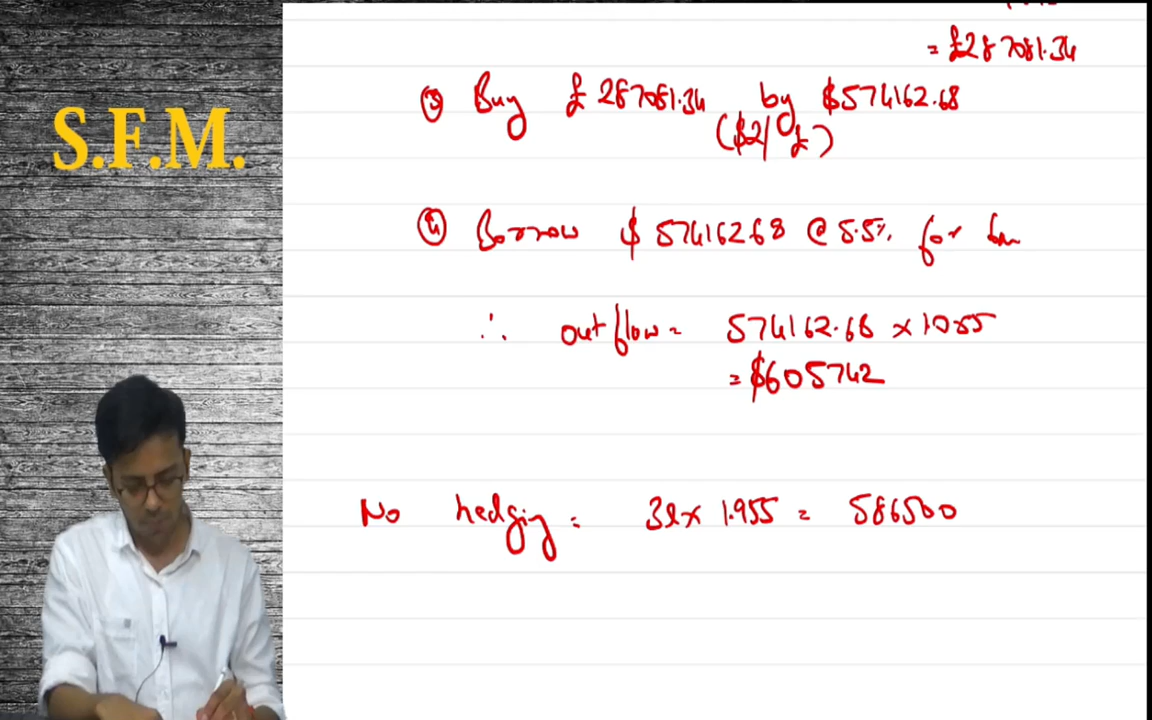 = £287081.34
③ Buy £ 287081.34 by $574162.68
($2/£)
S.F.M.
④ Borrow $ 574162.68 @ 5.5% for 6m
∴ outflow = 574162.68 × 1.055
= $605742
No hedging = 3L × 1.955 = 586500